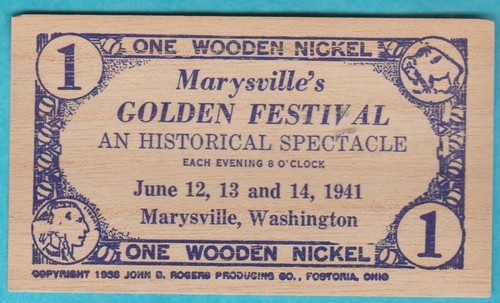 ONE WOODEN NICKEL
1
Marysville's
GOLDEN FESTIVAL
AN HISTORICAL SPECTACLE
EACH EVENING 8 O'CLOCK
June 12, 13 and 14, 1941
Marysville, Washington
1
ONE WOODEN NICKEL
COPYRIGHT 1938 JOHN B. ROGERS PRODUCING CO., FOSTORIA, OHIO